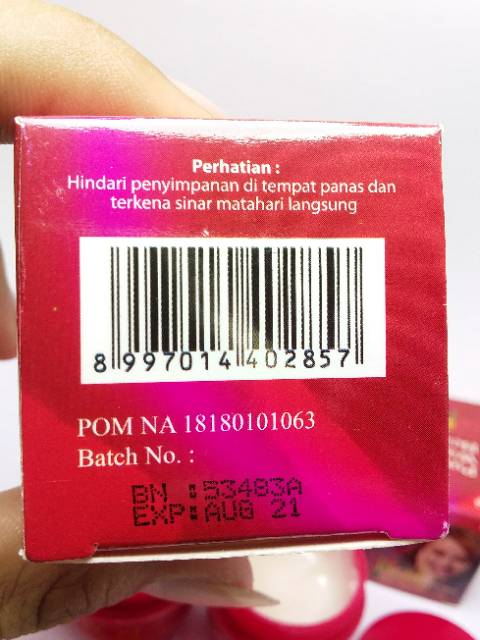 Perhatian :
Hindari penyimpanan di tempat panas dan
terkena sinar matahari langsung
8 997014 402857
POM NA 18180101063
Batch No. :
BN :53483A
EXP:AUG 21